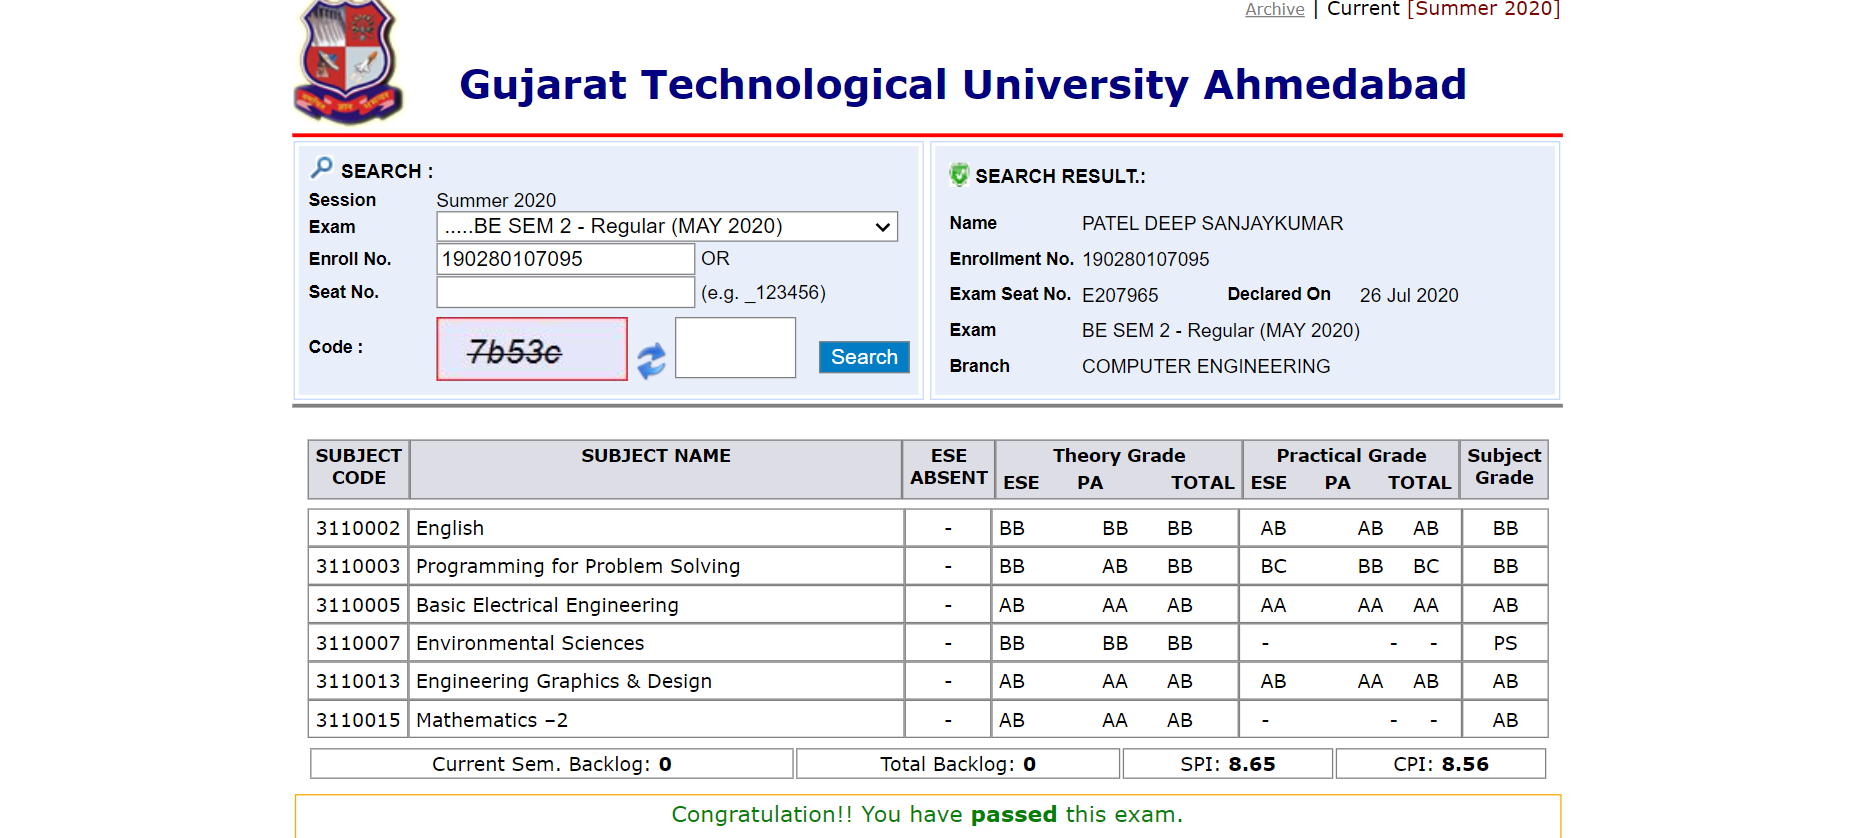 Archive | Current [Summer 2020]
Gujarat Technological University Ahmedabad
SEARCH :
Session Summer 2020
Exam .....BE SEM 2 - Regular (MAY 2020)
Enroll No. 190280107095 OR
Seat No. (e.g. _123456)
Code : 7b53c Search
SEARCH RESULT.:
Name PATEL DEEP SANJAYKUMAR
Enrollment No. 190280107095
Exam Seat No. E207965 Declared On 26 Jul 2020
Exam BE SEM 2 - Regular (MAY 2020)
Branch COMPUTER ENGINEERING
SUBJECT CODE SUBJECT NAME ESE ABSENT Theory Grade ESE PA TOTAL Practical Grade ESE PA TOTAL Subject Grade
3110002 English - BB BB BB AB AB AB BB
3110003 Programming for Problem Solving - BB AB BB BC BB BC BB
3110005 Basic Electrical Engineering - AB AA AB AA AA AA AB
3110007 Environmental Sciences - BB BB BB - - - PS
3110013 Engineering Graphics & Design - AB AA AB AB AA AB AB
3110015 Mathematics –2 - AB AA AB - - - AB
Current Sem. Backlog: 0 Total Backlog: 0 SPI: 8.65 CPI: 8.56
Congratulation!! You have passed this exam.